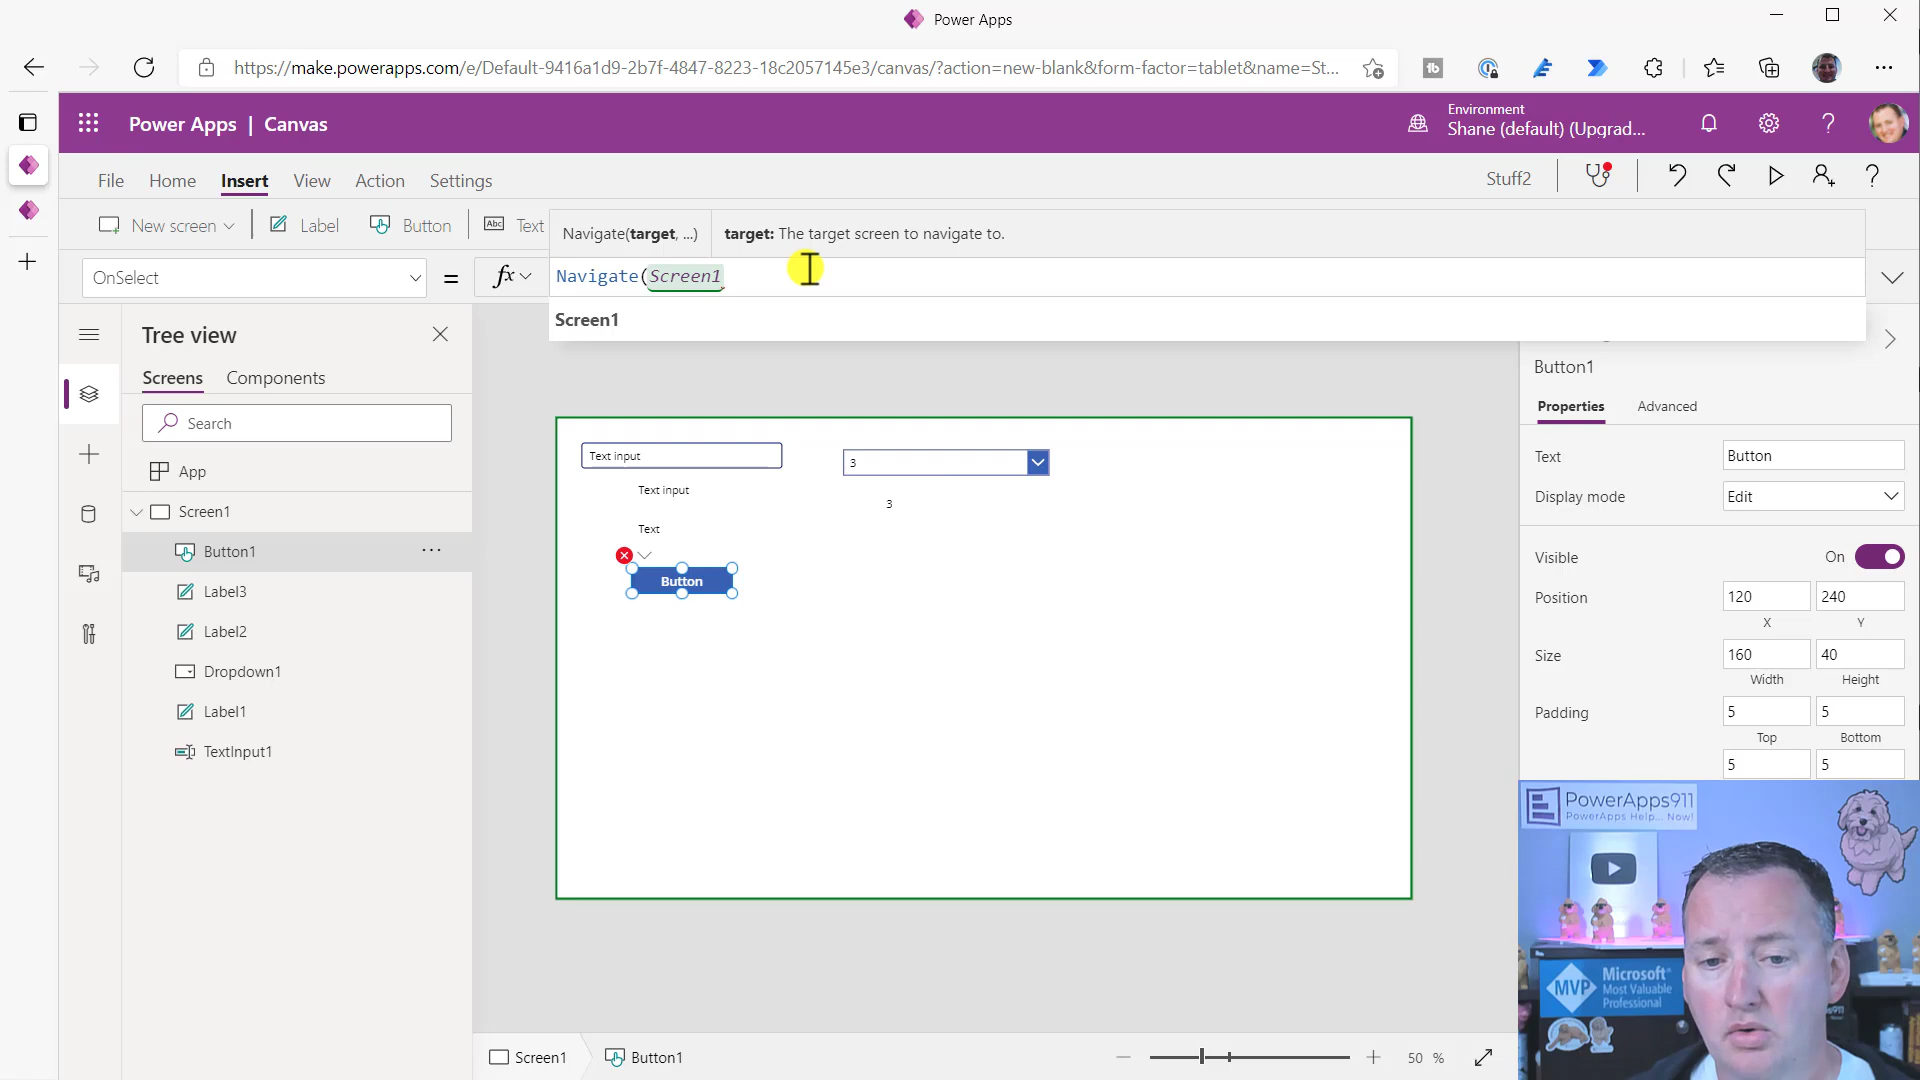 Power Apps
https://make.powerapps.com/e/Default-9416a1d9-2b7f-4847-8223-18c2057145e3/canvas/?action=new-blank&form-factor=tablet&name=St...
Power Apps | Canvas
Environment
Shane (default) (Upgrad...
File Home Insert View Action Settings
Stuff2
New screen
Label
Button
Abc Text
Navigate(target, ...)
target: The target screen to navigate to.
OnSelect
=
fx
Navigate(Screen1
Screen1
Tree view
Screens Components
Search
App
Screen1
Button1
Label3
Label2
Dropdown1
Label1
TextInput1
Text input
3
Text input
3
Text
Button
Button1
Properties Advanced
Text
Button
Display mode
Edit
Visible
On
Position
120 240
X Y
Size
160 40
Width Height
Padding
5 5
Top Bottom
5 5
PowerApps911
PowerApps Help... Now!
MVP
Microsoft®
Most Valuable
Professional
Screen1
Button1
50 %